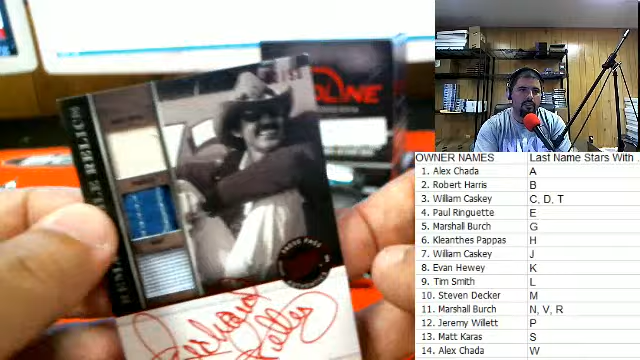 Richard Petty
OWNER NAMES Last Name Stars With
1. Alex Chada A
2. Robert Harris B
3. William Caskey C, D, T
4. Paul Ringuette E
5. Marshall Burch G
6. Kleanthes Pappas H
7. William Caskey J
8. Evan Hewey K
9. Tim Smith L
10. Steven Decker M
11. Marshall Burch N, V, R
12. Jeremy Willett P
13. Matt Karas S
14. Alex Chada W